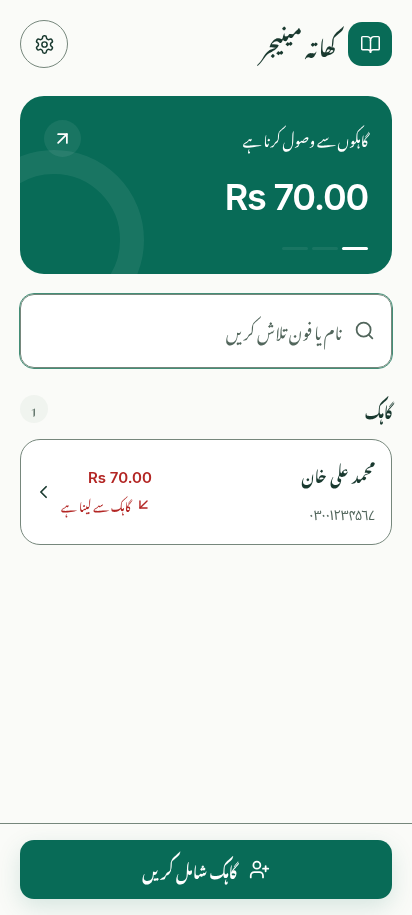 کھاتہ مینیجر
گاہکوں سے وصول کرنا ہے
Rs 70.00
نام یا فون تلاش کریں
گاہک
۱
محمد علی خان
Rs 70.00
۰۳۰۰۱۲۳۴۵۶۷
گاہک سے لینا ہے
گاہک شامل کریں